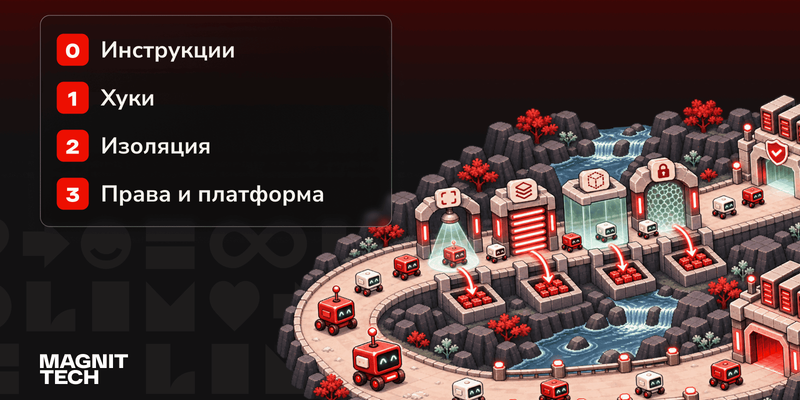 0 Инструкции
1 Хуки
2 Изоляция
3 Права и платформа
MAGNIT
TECH